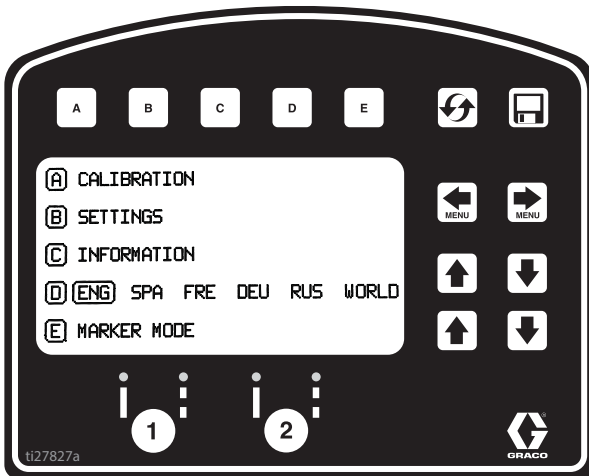 A B C D E
A CALIBRATION
B SETTINGS
C INFORMATION
D ENG SPA FRE DEU RUS WORLD
E MARKER MODE
MENU MENU
1 2
ti27827a
GRACO